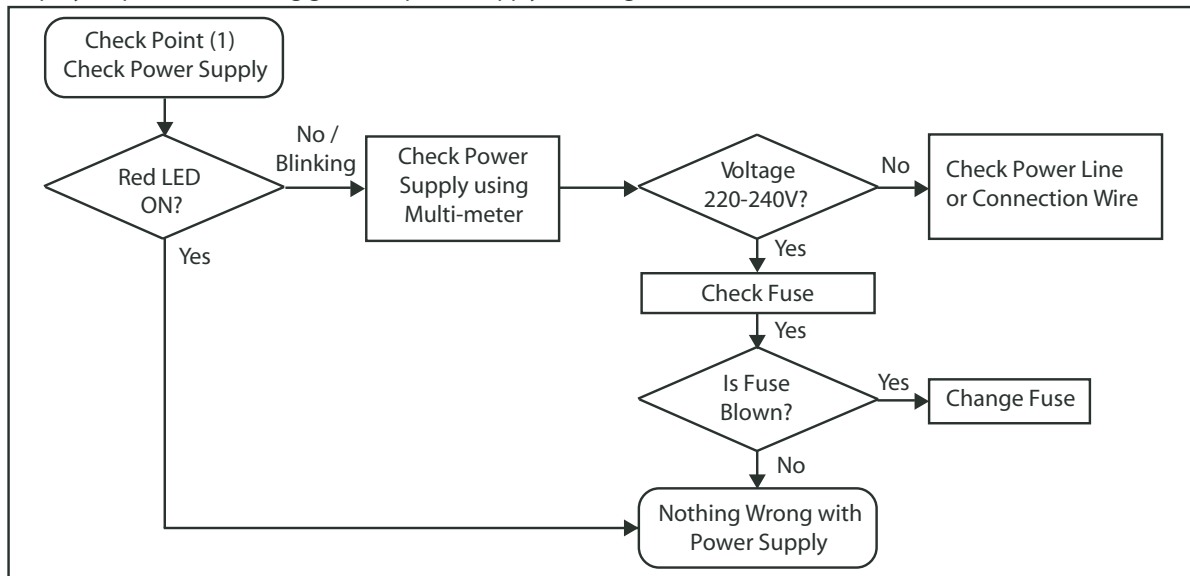 Check Point (1)
Check Power Supply
Red LED
ON?
No /
Blinking
Yes
Check Power
Supply using
Multi-meter
Voltage
220-240V?
No
Check Power Line
or Connection Wire
Yes
Check Fuse
Yes
Is Fuse
Blown?
Yes
Change Fuse
No
Nothing Wrong with
Power Supply